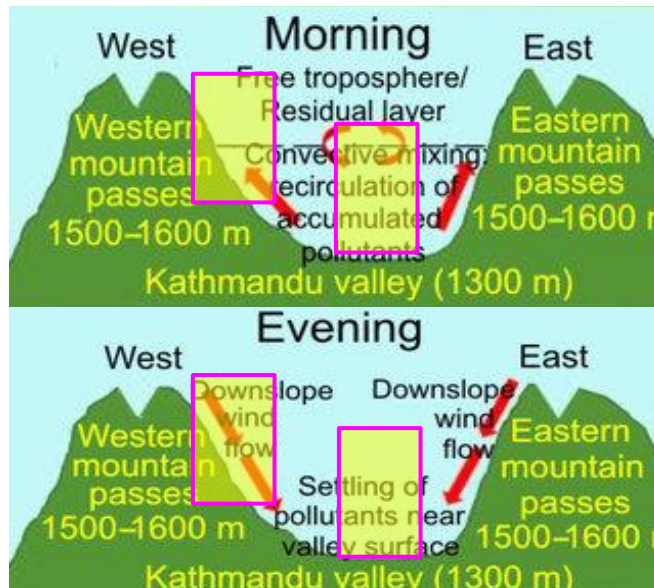 Morning
West
East
Free troposphere/
Residual layer
Western
mountain
passes
1500–1600 m
Convective mixing:
recirculation of
accumulated
pollutants
Eastern
mountain
passes
1500–1600 m
Kathmandu valley (1300 m)
Evening
West
East
Downslope
wind
flow
Downslope
wind
flow
Western
mountain
passes
1500–1600 m
Settling of
pollutants near
valley surface
Eastern
mountain
passes
1500–1600 m
Kathmandu valley (1300 m)